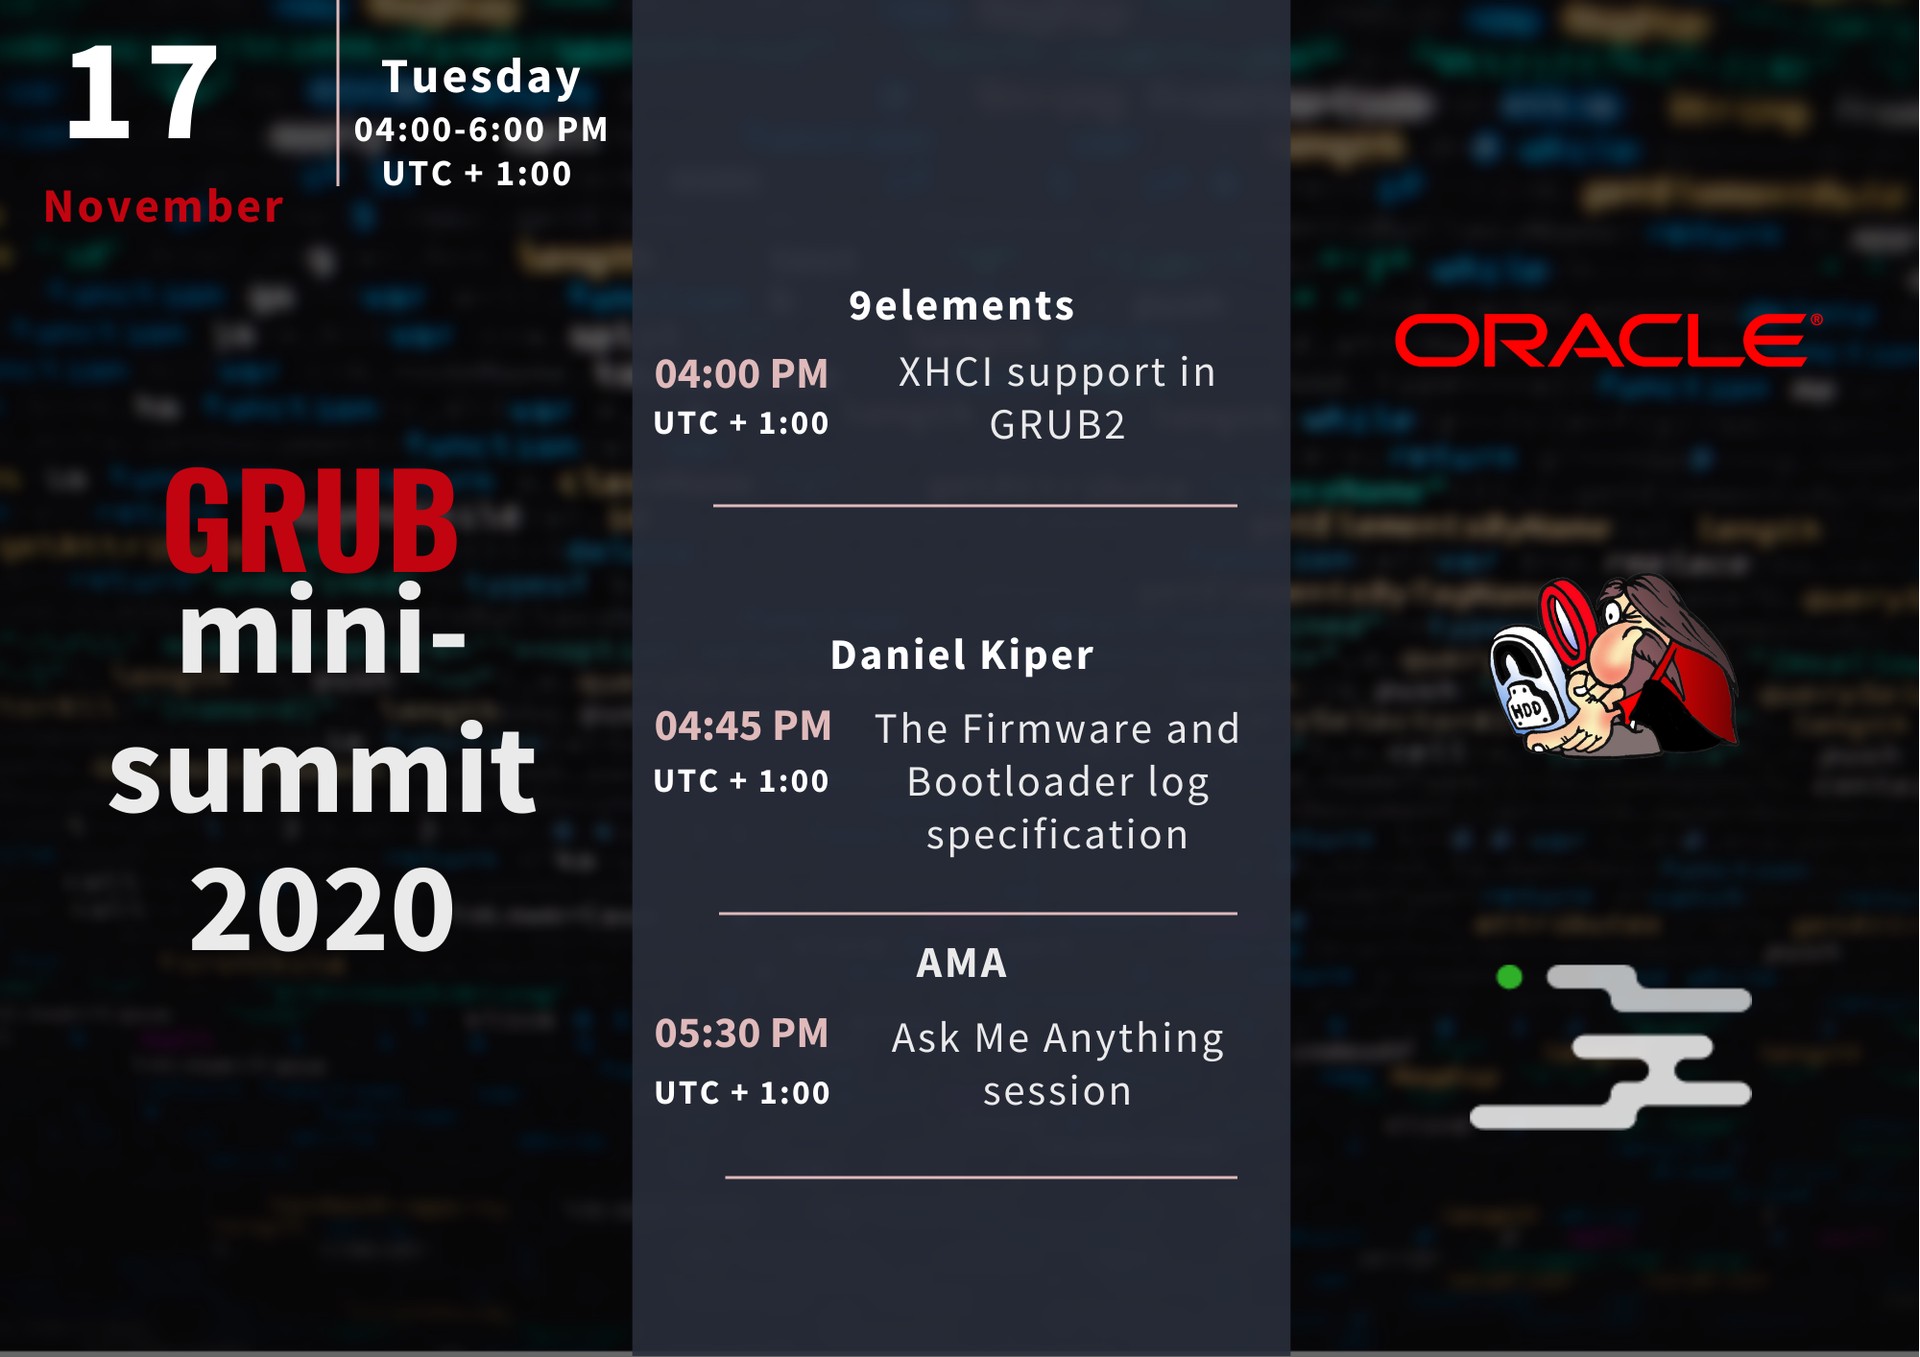 17
November
Tuesday
04:00-6:00 PM
UTC + 1:00
GRUB
mini-
summit
2020
9elements
04:00 PM
UTC + 1:00
XHCI support in
GRUB2
Daniel Kiper
04:45 PM
UTC + 1:00
The Firmware and
Bootloader log
specification
AMA
05:30 PM
UTC + 1:00
Ask Me Anything
session
ORACLE®
HDD